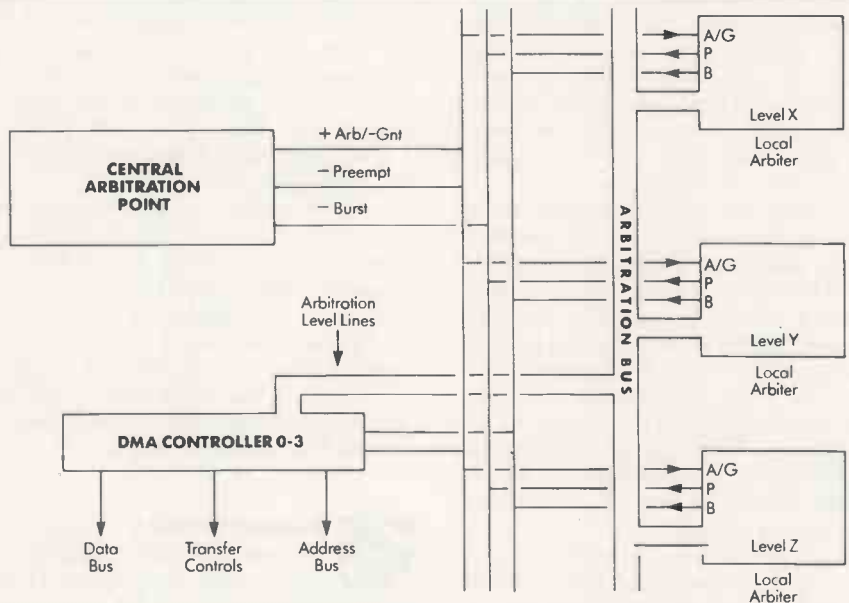 CENTRAL
ARBITRATION
POINT
+ Arb/-Gnt
- Preempt
- Burst
Arbitration
Level Lines
DMA CONTROLLER 0-3
Data
Bus
Transfer
Controls
Address
Bus
ARBITRATION BUS
A/G
P
B
Level X
Local
Arbiter
A/G
P
B
Level Y
Local
Arbiter
A/G
P
B
Level Z
Local
Arbiter